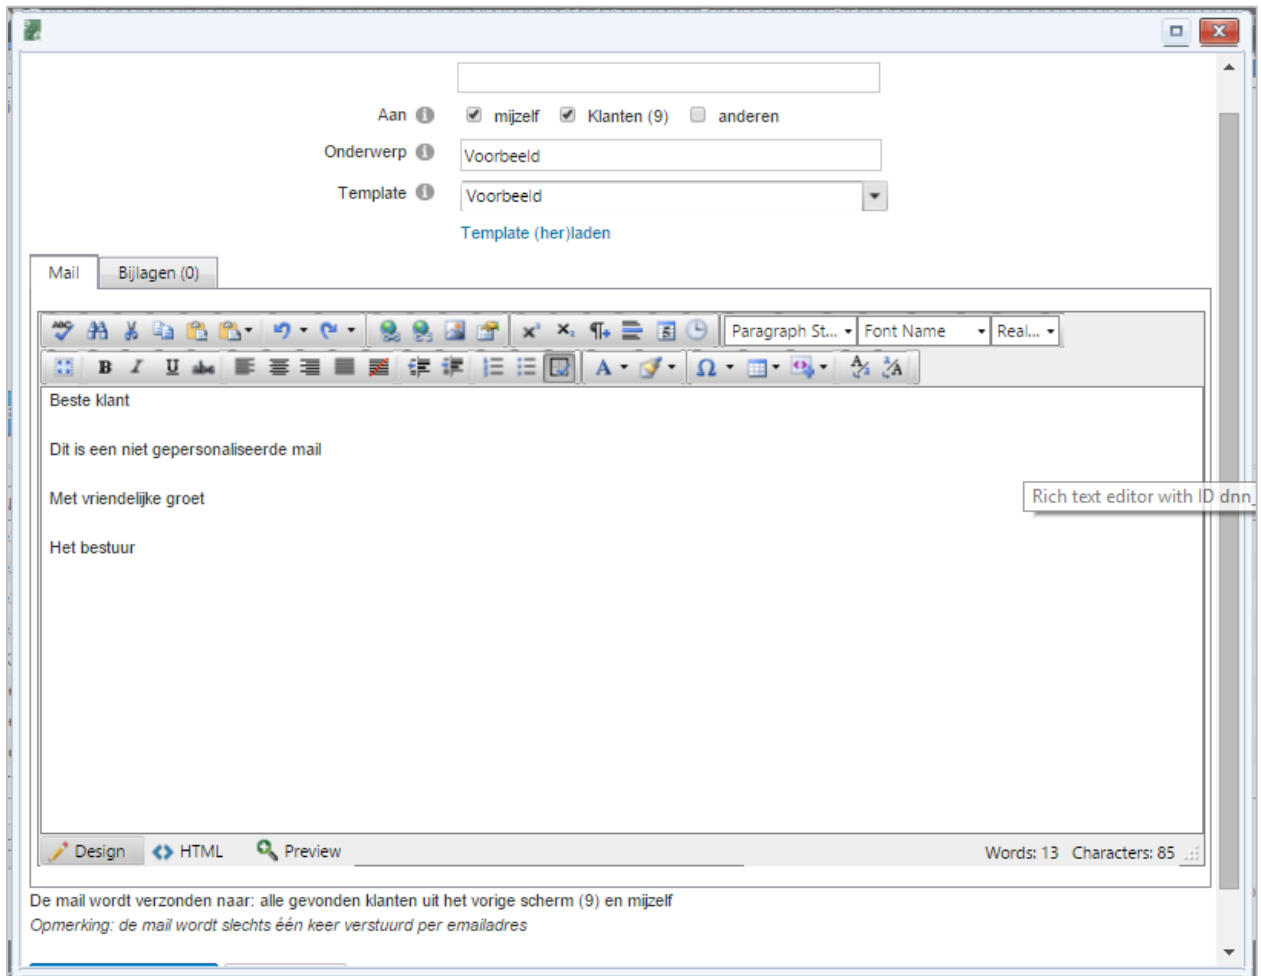 Aan mijzelf Klanten (9) anderen
Onderwerp Voorbeeld
Template Voorbeeld
Template (her)laden
Mail Bijlagen (0)
Paragraph St... Font Name Real...
Beste klant
Dit is een niet gepersonaliseerde mail
Met vriendelijke groet
Rich text editor with ID dnn_
Het bestuur
Design HTML Preview Words: 13 Characters: 85
De mail wordt verzonden naar: alle gevonden klanten uit het vorige scherm (9) en mijzelf
Opmerking: de mail wordt slechts één keer verstuurd per emailadres